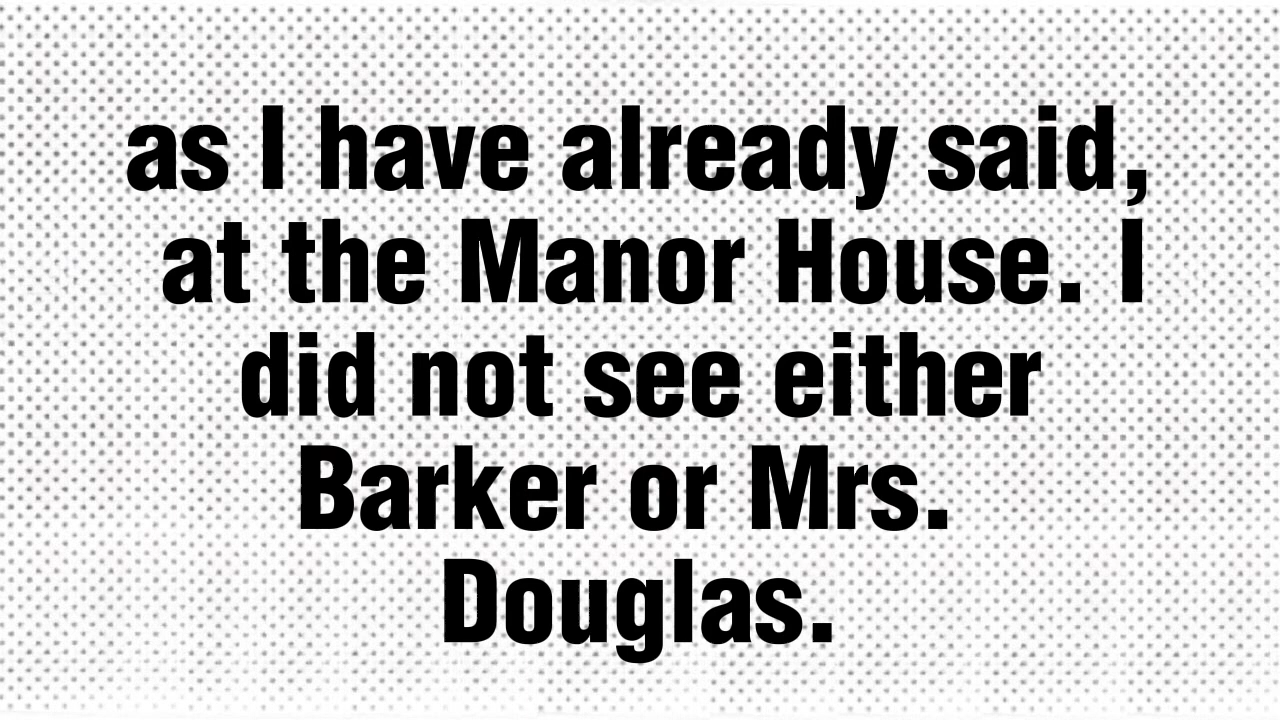 as I have already said,
at the Manor House. I
did not see either
Barker or Mrs.
Douglas.